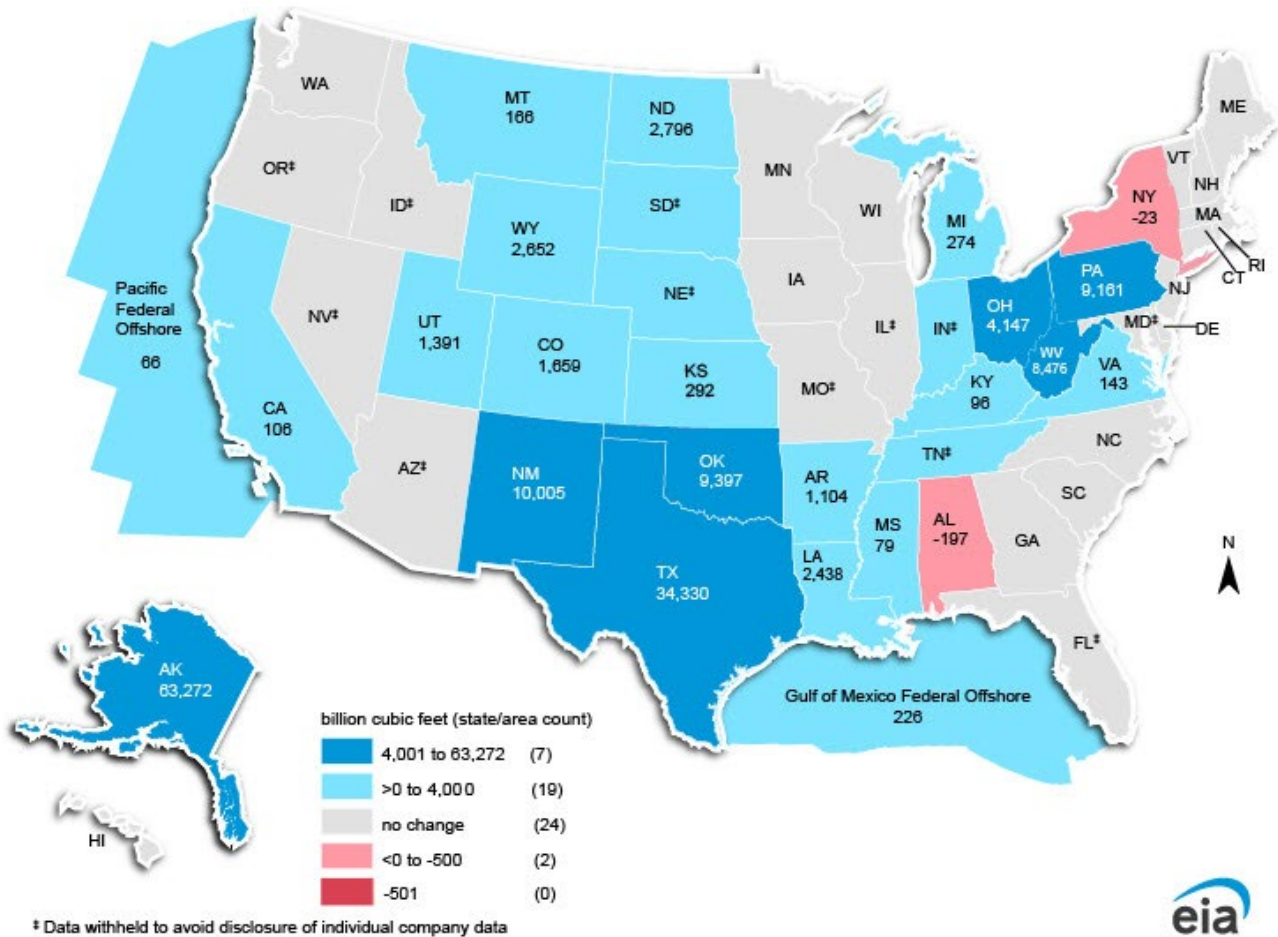 WA
MT
166
ND
2,796
MN
ME
OR‡
ID‡
WI
VT
NH
NY
-23
MA
RI
CT
SD‡
WY
2,652
MI
274
IA
PA
9,161
NJ
Pacific
Federal
Offshore
66
NV‡
UT
1,391
NE‡
IL‡
IN‡
OH
4,147
MD‡
DE
CO
1,659
WV
8,476
VA
143
KS
292
MO‡
KY
96
CA
106
NC
TN‡
AZ‡
NM
10,005
OK
9,397
AR
1,104
SC
MS
79
AL
-197
GA
N
LA
2,438
TX
34,330
FL‡
AK
63,272
Gulf of Mexico Federal Offshore
226
HI
billion cubic feet (state/area count)
4,001 to 63,272 (7)
>0 to 4,000 (19)
no change (24)
<0 to -500 (2)
-501 (0)
‡ Data withheld to avoid disclosure of individual company data
eia